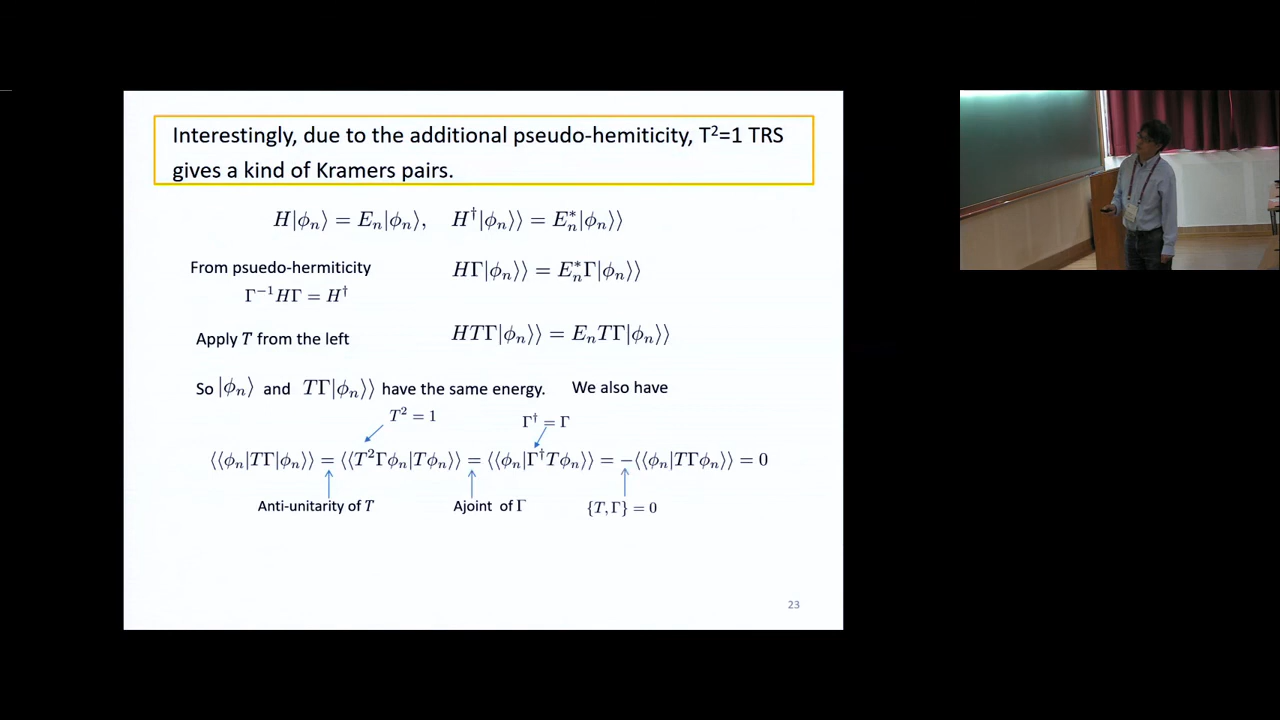 Interestingly, due to the additional pseudo-hemiticity, T²=1 TRS
gives a kind of Kramers pairs.
H|ϕₙ⟩ = Eₙ|ϕₙ⟩, H†|ϕₙ⟩⟩ = Eₙ*|ϕₙ⟩⟩
From psuedo-hermiticity HΓ|ϕₙ⟩⟩ = Eₙ*Γ|ϕₙ⟩⟩
Γ⁻¹HΓ = H†
Apply T from the left HTΓ|ϕₙ⟩⟩ = EₙTΓ|ϕₙ⟩⟩
So |ϕₙ⟩ and TΓ|ϕₙ⟩⟩ have the same energy. We also have
T² = 1 Γ† = Γ
⟨⟨ϕₙ|TΓ|ϕₙ⟩⟩ = ⟨⟨T²Γϕₙ|Tϕₙ⟩⟩ = ⟨⟨ϕₙ|Γ†Tϕₙ⟩⟩ = −⟨⟨ϕₙ|TΓϕₙ⟩⟩ = 0
Anti-unitarity of T Ajoint of Γ {T, Γ} = 0
23